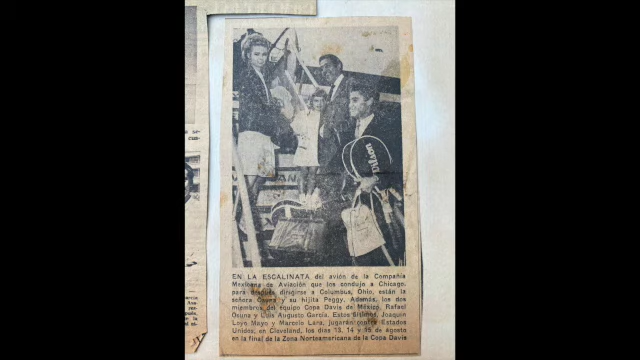 Wilson
EN LA ESCALINATA del avión de la Compañía
Mexicana de Aviación que los condujo a Chicago,
para después dirigirse a Columbus, Ohio, están la
señora Osuna y su hijita Peggy. Además, los dos
miembros del equipo Copa Davis de México, Rafael
Osuna y Luis Augusto García. Estos últimos, Joaquín
Loyo Mayo y Marcelo Lara, jugarán contra Estados
Unidos, en Cleveland, los días 13, 14 y 15 de agosto
en la final de la Zona Norteamericana de la Copa Davis